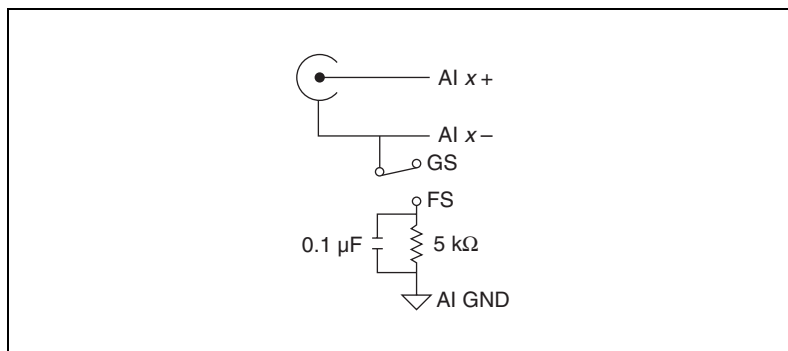 AI x+
AI x–
GS
FS
0.1 µF
5 kΩ
AI GND